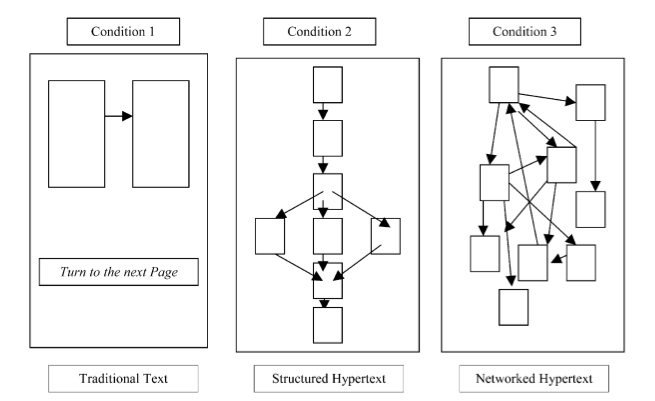 Condition 1
Condition 2
Condition 3
Turn to the next Page
Traditional Text
Structured Hypertext
Networked Hypertext